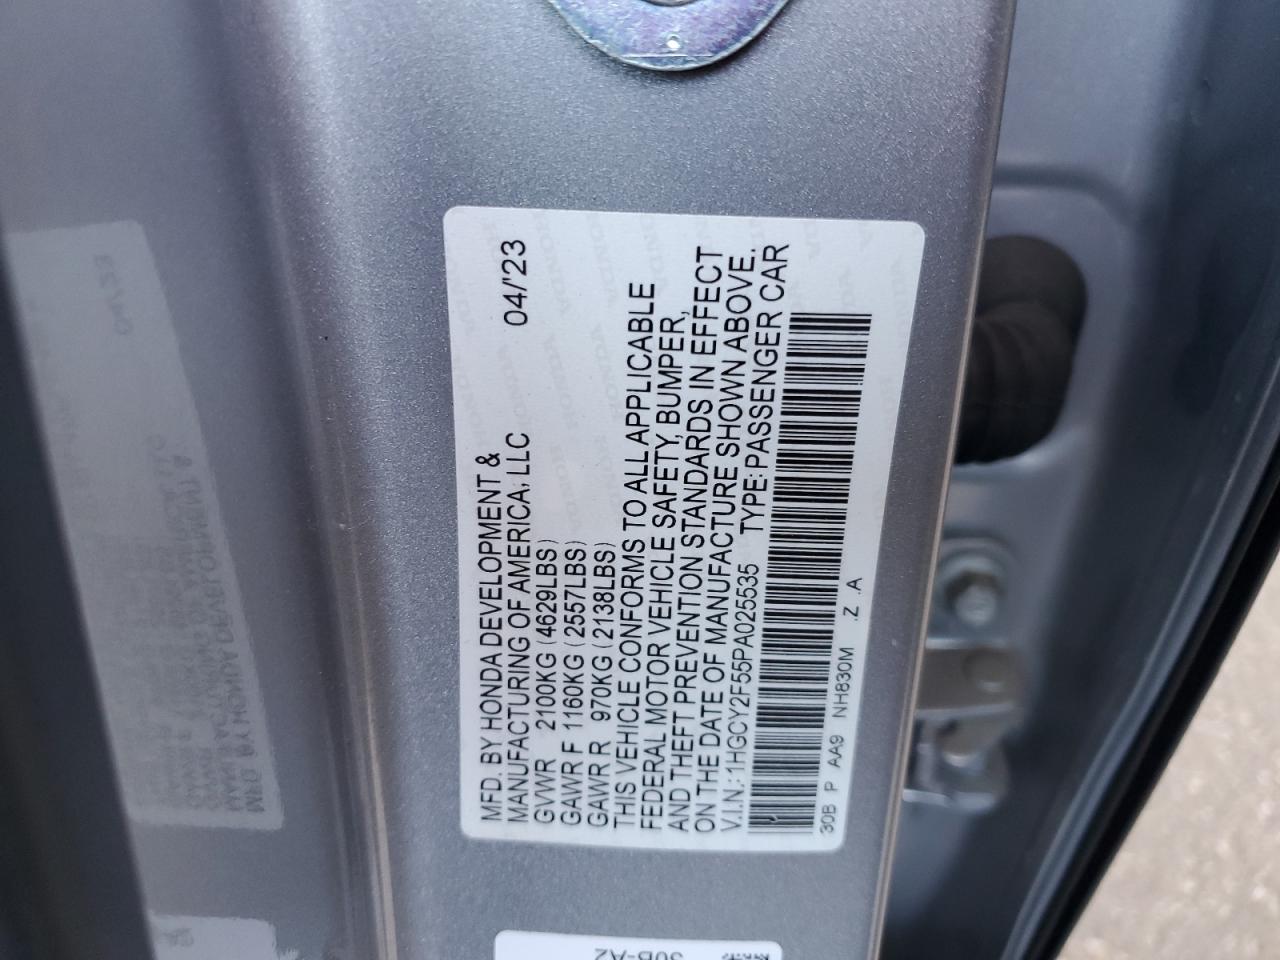 MFD. BY HONDA DEVELOPMENT &
MANUFACTURING OF AMERICA, LLC 04/'23
GVWR 2100KG (4629LBS)
GAWR F 1160KG (2557LBS)
GAWR R 970KG (2138LBS)
THIS VEHICLE CONFORMS TO ALL APPLICABLE
FEDERAL MOTOR VEHICLE SAFETY, BUMPER,
AND THEFT PREVENTION STANDARDS IN EFFECT
ON THE DATE OF MANUFACTURE SHOWN ABOVE.
V.I.N.: 1HGCY2F55PA025535 TYPE: PASSENGER CAR
30B P AA9 NH830M .Z .A
30B-A2